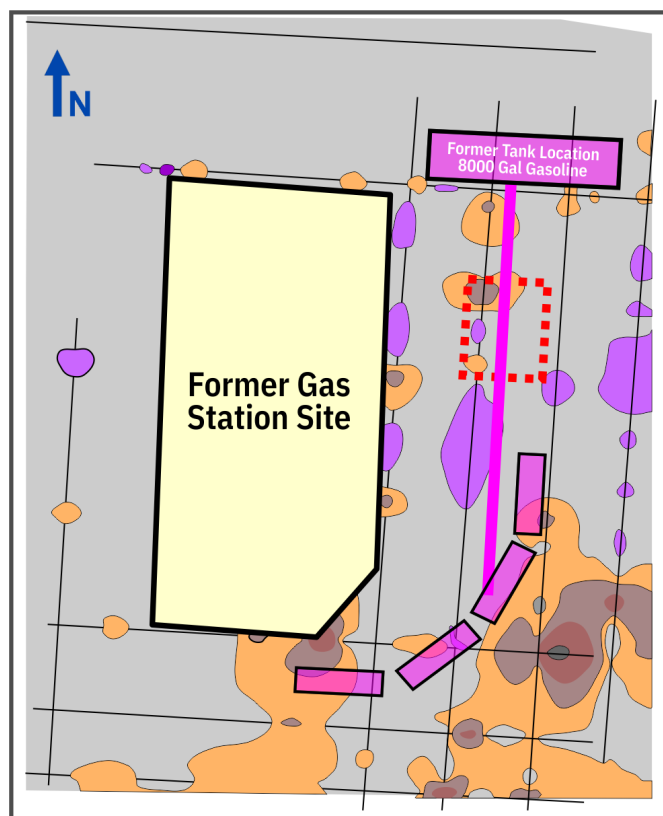 N
Former Tank Location
8000 Gal Gasoline
Former Gas
Station Site